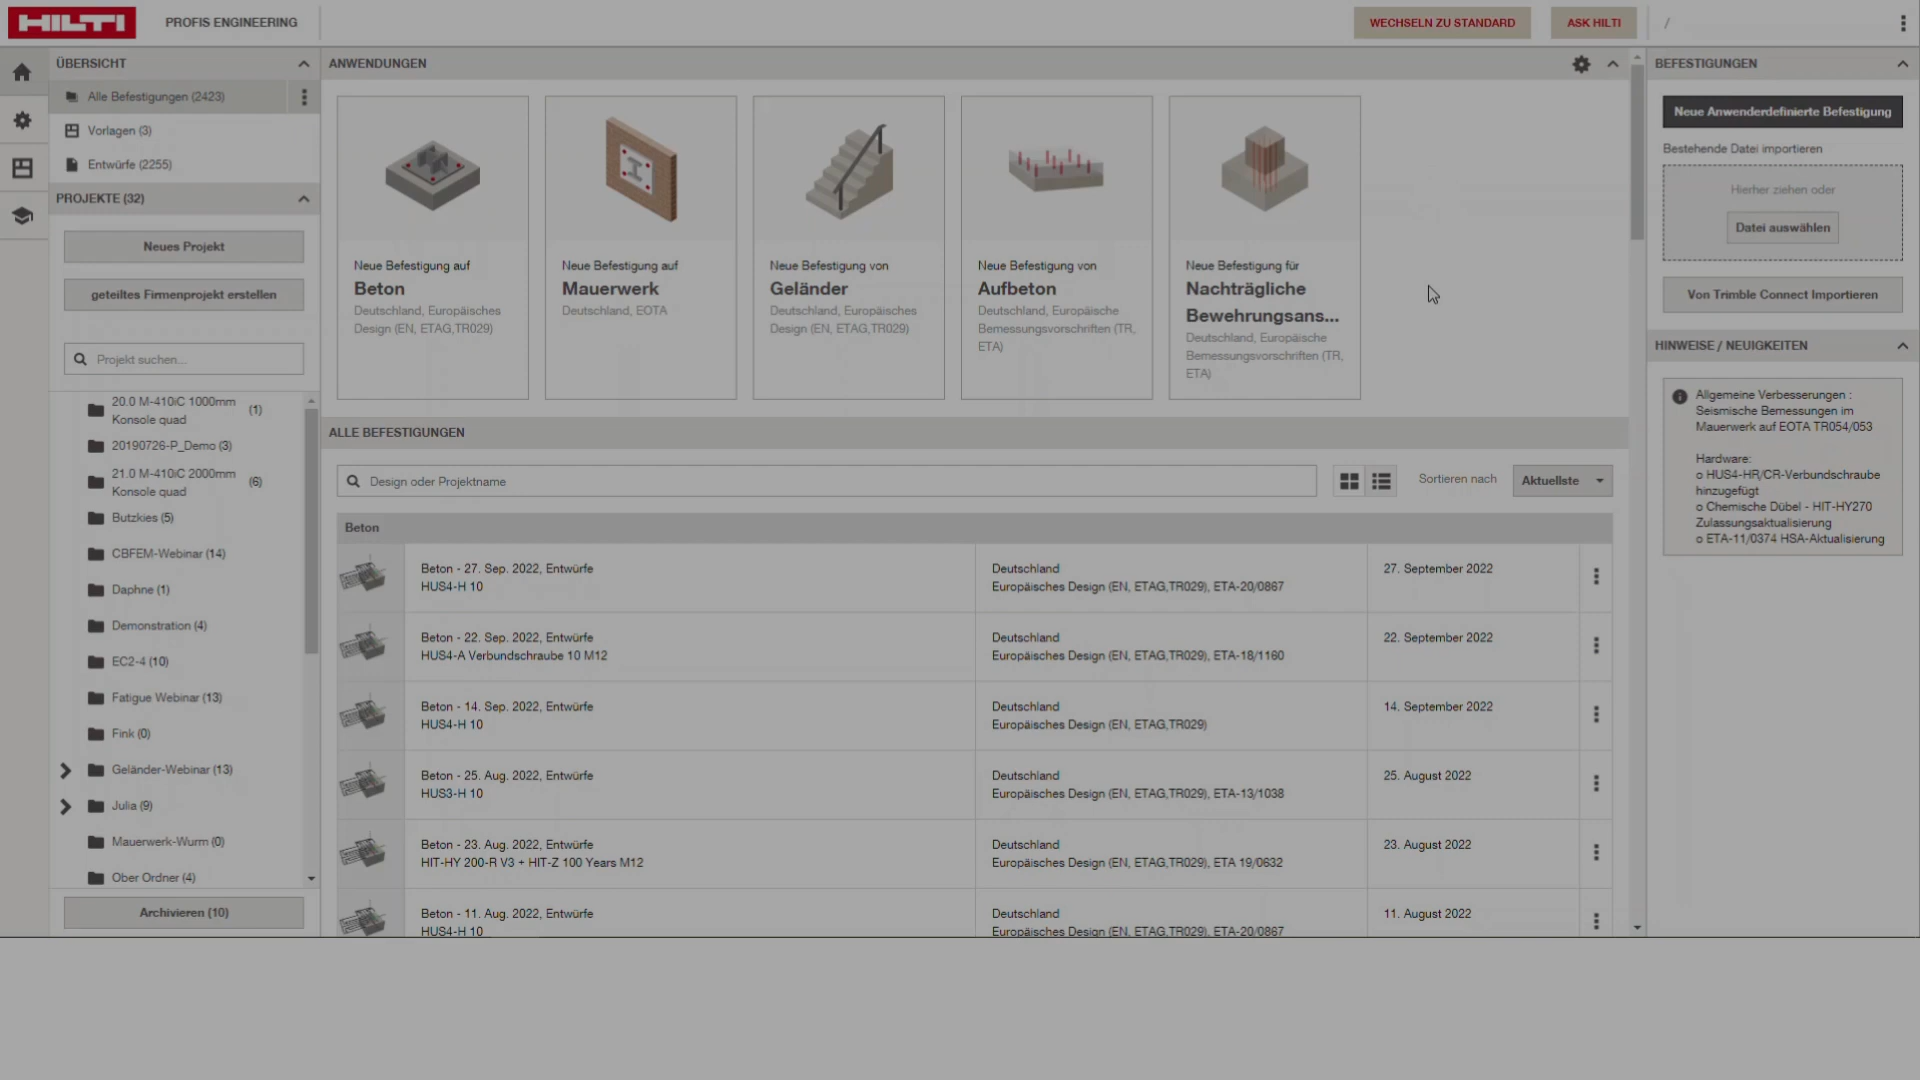 HILTI
PROFIS ENGINEERING
WECHSELN ZU STANDARD
ASK HILTI
/
ÜBERSICHT
Alle Befestigungen (2423)
Vorlagen (3)
Entwürfe (2255)
PROJEKTE (32)
Neues Projekt
geteiltes Firmenprojekt erstellen
Projekt suchen...
20.0 M-410iC 1000mm
Konsole quad
(1)
20190726-P_Demo (3)
21.0 M-410iC 2000mm
Konsole quad
(6)
Butzkies (5)
CBFEM-Webinar (14)
Daphne (1)
Demonstration (4)
EC2-4 (10)
Fatigue Webinar (13)
Fink (0)
Geländer-Webinar (13)
Julia (9)
Mauerwerk-Wurm (0)
Ober Ordner (4)
Archivieren (10)
ANWENDUNGEN
Neue Befestigung auf
Beton
Deutschland, Europäisches
Design (EN, ETAG,TR029)
Neue Befestigung auf
Mauerwerk
Deutschland, EOTA
Neue Befestigung von
Geländer
Deutschland, Europäisches
Design (EN, ETAG,TR029)
Neue Befestigung von
Aufbeton
Deutschland, Europäische
Bemessungsvorschriften (TR,
ETA)
Neue Befestigung für
Nachträgliche
Bewehrungsans...
Deutschland, Europäische
Bemessungsvorschriften (TR,
ETA)
ALLE BEFESTIGUNGEN
Design oder Projektname
Sortieren nach
Aktuellste
Beton
Beton - 27. Sep. 2022, Entwürfe
HUS4-H 10
Deutschland
Europäisches Design (EN, ETAG,TR029), ETA-20/0867
27. September 2022
Beton - 22. Sep. 2022, Entwürfe
HUS4-A Verbundschraube 10 M12
Deutschland
Europäisches Design (EN, ETAG,TR029), ETA-18/1160
22. September 2022
Beton - 14. Sep. 2022, Entwürfe
HUS4-H 10
Deutschland
Europäisches Design (EN, ETAG,TR029)
14. September 2022
Beton - 25. Aug. 2022, Entwürfe
HUS3-H 10
Deutschland
Europäisches Design (EN, ETAG,TR029), ETA-13/1038
25. August 2022
Beton - 23. Aug. 2022, Entwürfe
HIT-HY 200-R V3 + HIT-Z 100 Years M12
Deutschland
Europäisches Design (EN, ETAG,TR029), ETA 19/0632
23. August 2022
Beton - 11. Aug. 2022, Entwürfe
HUS4-H 10
Deutschland
Europäisches Design (EN, ETAG,TR029), ETA-20/0867
11. August 2022
BEFESTIGUNGEN
Neue Anwenderdefinierte Befestigung
Bestehende Datei importieren
Hierher ziehen oder
Datei auswählen
Von Trimble Connect Importieren
HINWEISE / NEUIGKEITEN
Allgemeine Verbesserungen :
Seismische Bemessungen im
Mauerwerk auf EOTA TR054/053
Hardware:
o HUS4-HR/CR-Verbundschraube
hinzugefügt
o Chemische Dübel - HIT-HY270
Zulassungsaktualisierung
o ETA-11/0374 HSA-Aktualisierung